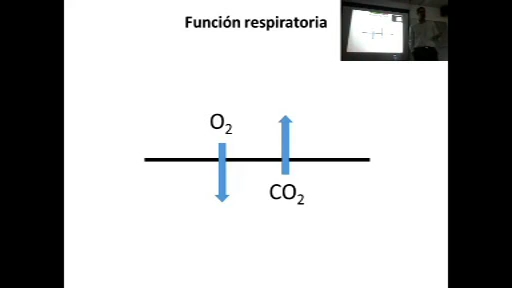 Función respiratoria
O₂
CO₂